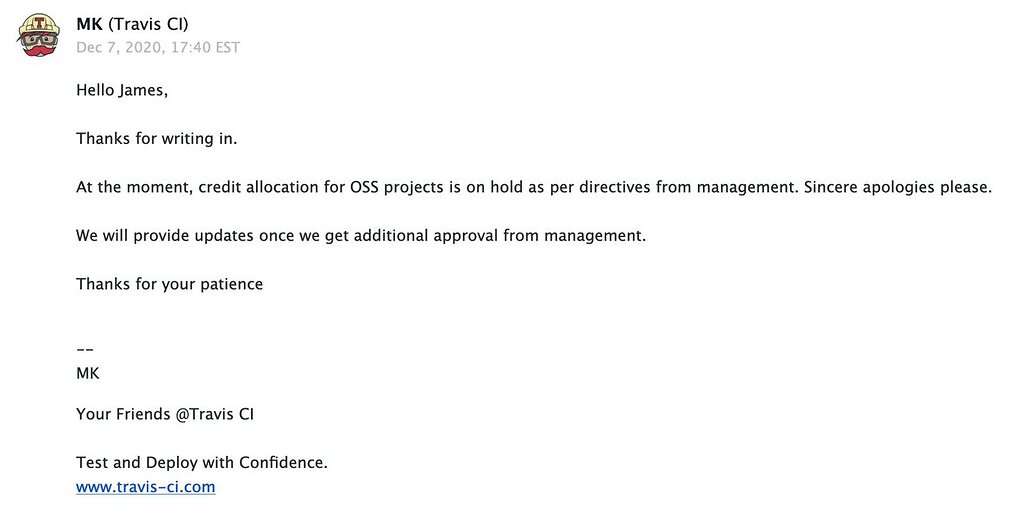 MK (Travis CI)
Dec 7, 2020, 17:40 EST
Hello James,
Thanks for writing in.
At the moment, credit allocation for OSS projects is on hold as per directives from management. Sincere apologies please.
We will provide updates once we get additional approval from management.
Thanks for your patience
--
MK
Your Friends @Travis CI
Test and Deploy with Confidence.
www.travis-ci.com